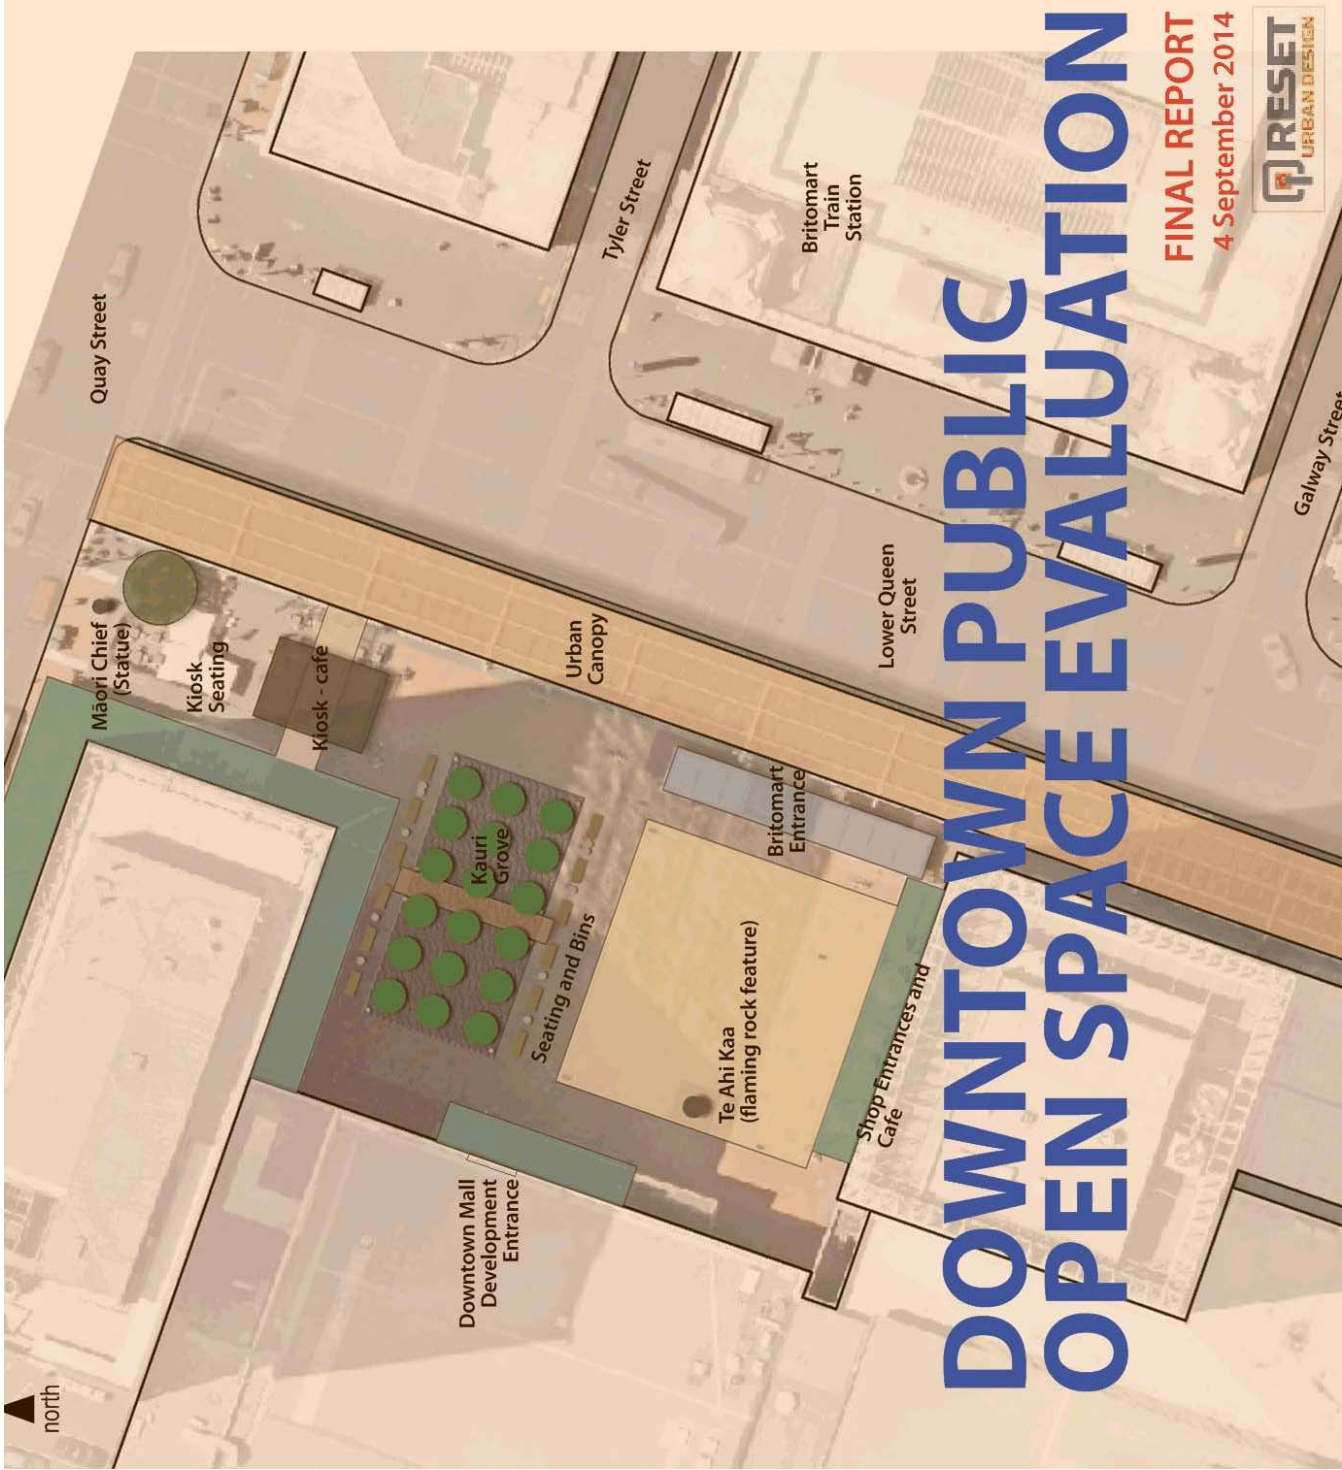 north
Quay Street
Māori Chief
(Statue)
Kiosk
Seating
Kiosk - cafe
Tyler Street
Urban
Canopy
Kauri
Grove
Downtown Mall
Development
Entrance
Seating and Bins
Britomart
Train
Station
Te Ahi Kaa
(flaming rock feature)
Britomart
Entrance
Lower Queen
Street
Shop Entrances and
Cafe
Galway Street
DOWNTOWN PUBLIC
OPEN SPACE EVALUATION
FINAL REPORT
4 September 2014
RESET
URBAN DESIGN